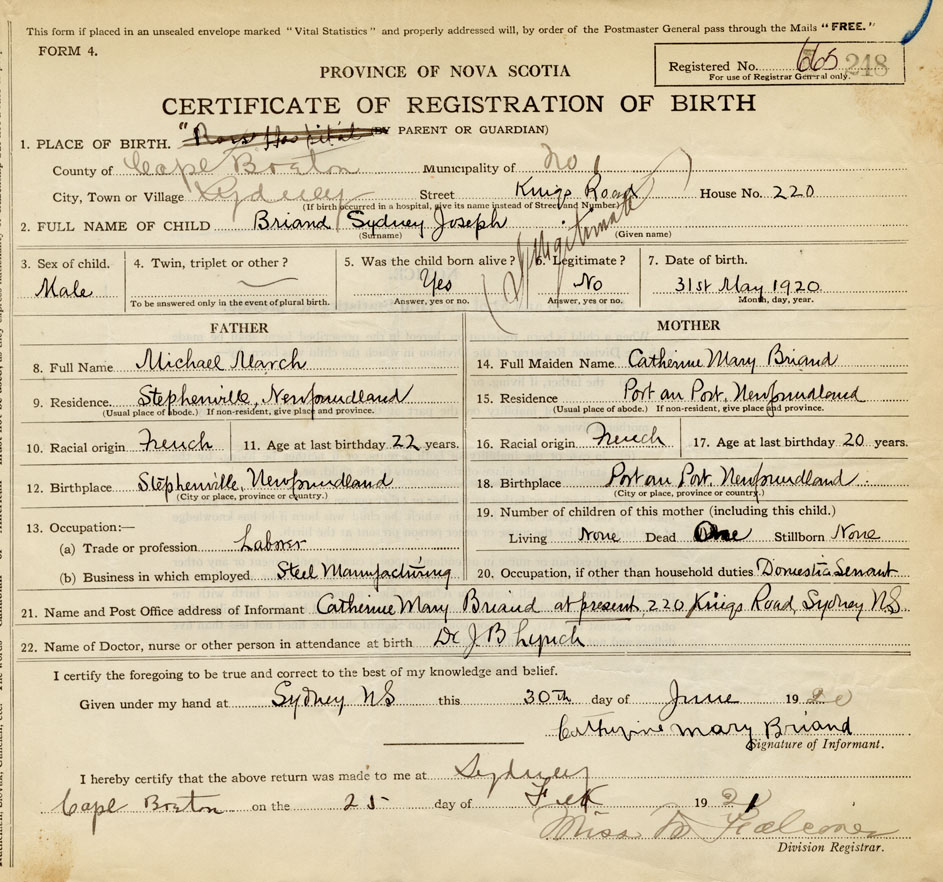 This form if placed in an unsealed envelope marked "Vital Statistics" and properly addressed will, by order of the Postmaster General pass through the Mails "FREE."
FORM 4.
Registered No. 665 248
For use of Registrar General only.
PROVINCE OF NOVA SCOTIA
CERTIFICATE OF REGISTRATION OF BIRTH
"Ross Hospital BY PARENT OR GUARDIAN)
1. PLACE OF BIRTH.
County of Cape Breton Municipality of No 1
City, Town or Village Sydney Street Kings Road House No. 220
(If birth occurred in a hospital, give its name instead of Street and Number)
2. FULL NAME OF CHILD Briand Sydney Joseph
(Surname) (Given name)
(Illegitimate)
3. Sex of child. 4. Twin, triplet or other? 5. Was the child born alive? 6. Legitimate? 7. Date of birth.
Male Yes No 31st May 1920
To be answered only in the event of plural birth. Answer, yes or no. Answer, yes or no. Month, day, year.
FATHER
8. Full Name Michael March
9. Residence. Stephenville, Newfoundland
(Usual place of abode.) If non-resident, give place and province.
10. Racial origin French 11. Age at last birthday 22 years.
12. Birthplace Stephenville, Newfoundland
(City or place, province or country.)
13. Occupation:—
(a) Trade or profession Laborer
(b) Business in which employed Steel Manufacturing
MOTHER
14. Full Maiden Name Catherine Mary Briand
15. Residence Port au Port, Newfoundland
(Usual place of abode.) If non-resident, give place and province.
16. Racial origin French 17. Age at last birthday 20 years.
18. Birthplace Port au Port, Newfoundland
(City or place, province or country.)
19. Number of children of this mother (including this child.)
Living None Dead One Stillborn None
20. Occupation, if other than household duties Domestic Servant
21. Name and Post Office address of Informant Catherine Mary Briand at present 220 Kings Road, Sydney NS
22. Name of Doctor, nurse or other person in attendance at birth Dr J B Lynch
I certify the foregoing to be true and correct to the best of my knowledge and belief.
Given under my hand at Sydney NS this 30th day of June 1920
Catherine Mary Briand
Signature of Informant.
I hereby certify that the above return was made to me at Sydney
Cape Breton on the 25 day of Feb 1921
Miss Falconer
Division Registrar.